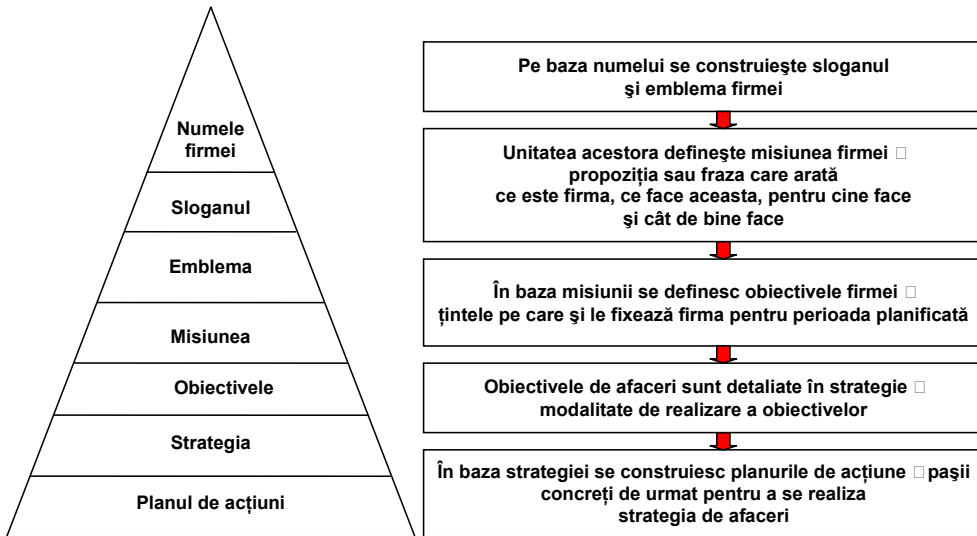 Numele
firmei
Sloganul
Emblema
Misiunea
Obiectivele
Strategia
Planul de acțiuni
Pe baza numelui se construieşte sloganul
şi emblema firmei
Unitatea acestora defineşte misiunea firmei □
propoziția sau fraza care arată
ce este firma, ce face aceasta, pentru cine face
şi cât de bine face
În baza misiunii se definesc obiectivele firmei □
țintele pe care şi le fixează firma pentru perioada planificată
Obiectivele de afaceri sunt detaliate în strategie □
modalitate de realizare a obiectivelor
În baza strategiei se construiesc planurile de acțiune □ paşii
concreți de urmat pentru a se realiza
strategia de afaceri